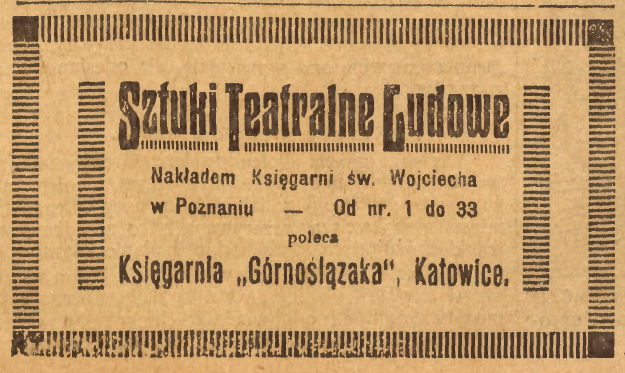 Sztuki Teatralne Ludowe
Nakładem Księgarni św. Wojciecha
w Poznaniu — Od nr. 1 do 33
poleca
Księgarnia „Górnoślązaka“, Katowice.